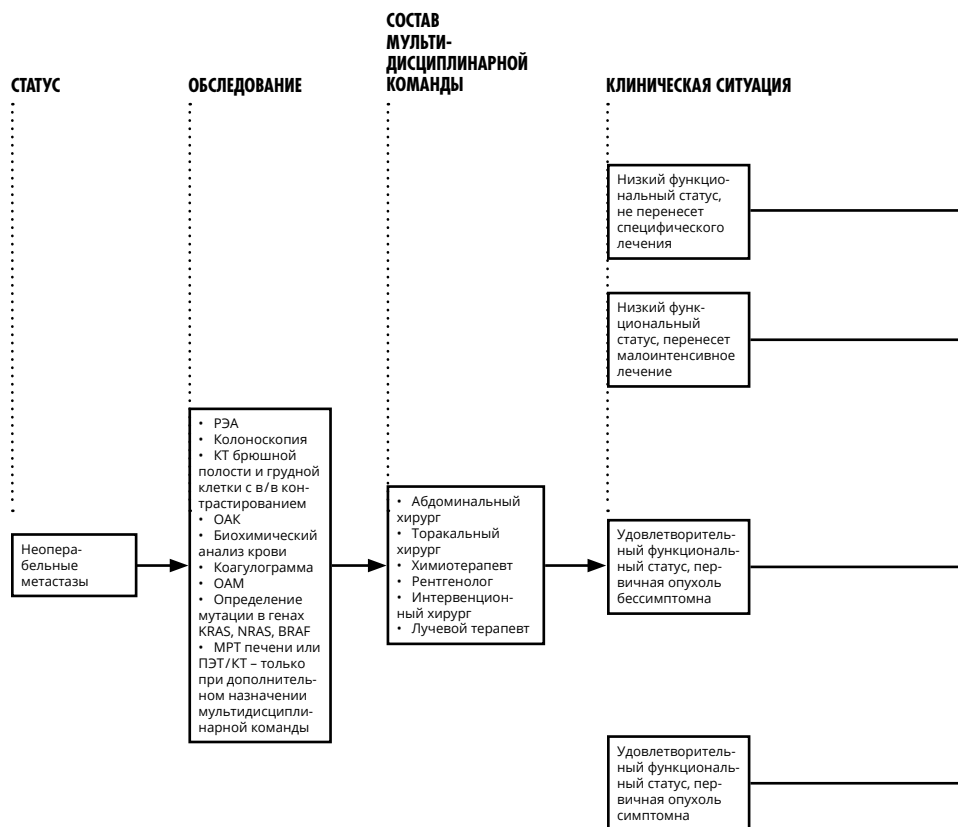 СТАТУС
ОБСЛЕДОВАНИЕ
СОСТАВ
МУЛЬТИ-
ДИСЦИПЛИНАРНОЙ
КОМАНДЫ
КЛИНИЧЕСКАЯ СИТУАЦИЯ
Неопера-
бельные
метастазы
• РЭА
• Колоноскопия
• КТ брюшной
полости и грудной
клетки с в/в кон-
трастированием
• ОАК
• Биохимический
анализ крови
• Коагулограмма
• ОАМ
• Определение
мутации в генах
KRAS, NRAS, BRAF
• МРТ печени или
ПЭТ/КТ – только
при дополнитель-
ном назначении
мультидисципли-
нарной команды
• Абдоминальный
хирург
• Торакальный
хирург
• Химиотерапевт
• Рентгенолог
• Интервенцион-
ный хирург
• Лучевой терапевт
Низкий функцио-
нальный статус,
не перенесет
специфического
лечения
Низкий функ-
циональный
статус, перенесет
малоинтенсивное
лечение
Удовлетворитель-
ный функциональ-
ный статус, пер-
вичная опухоль
бессимптомна
Удовлетворитель-
ный функциональ-
ный статус, пер-
вичная опухоль
симптомна